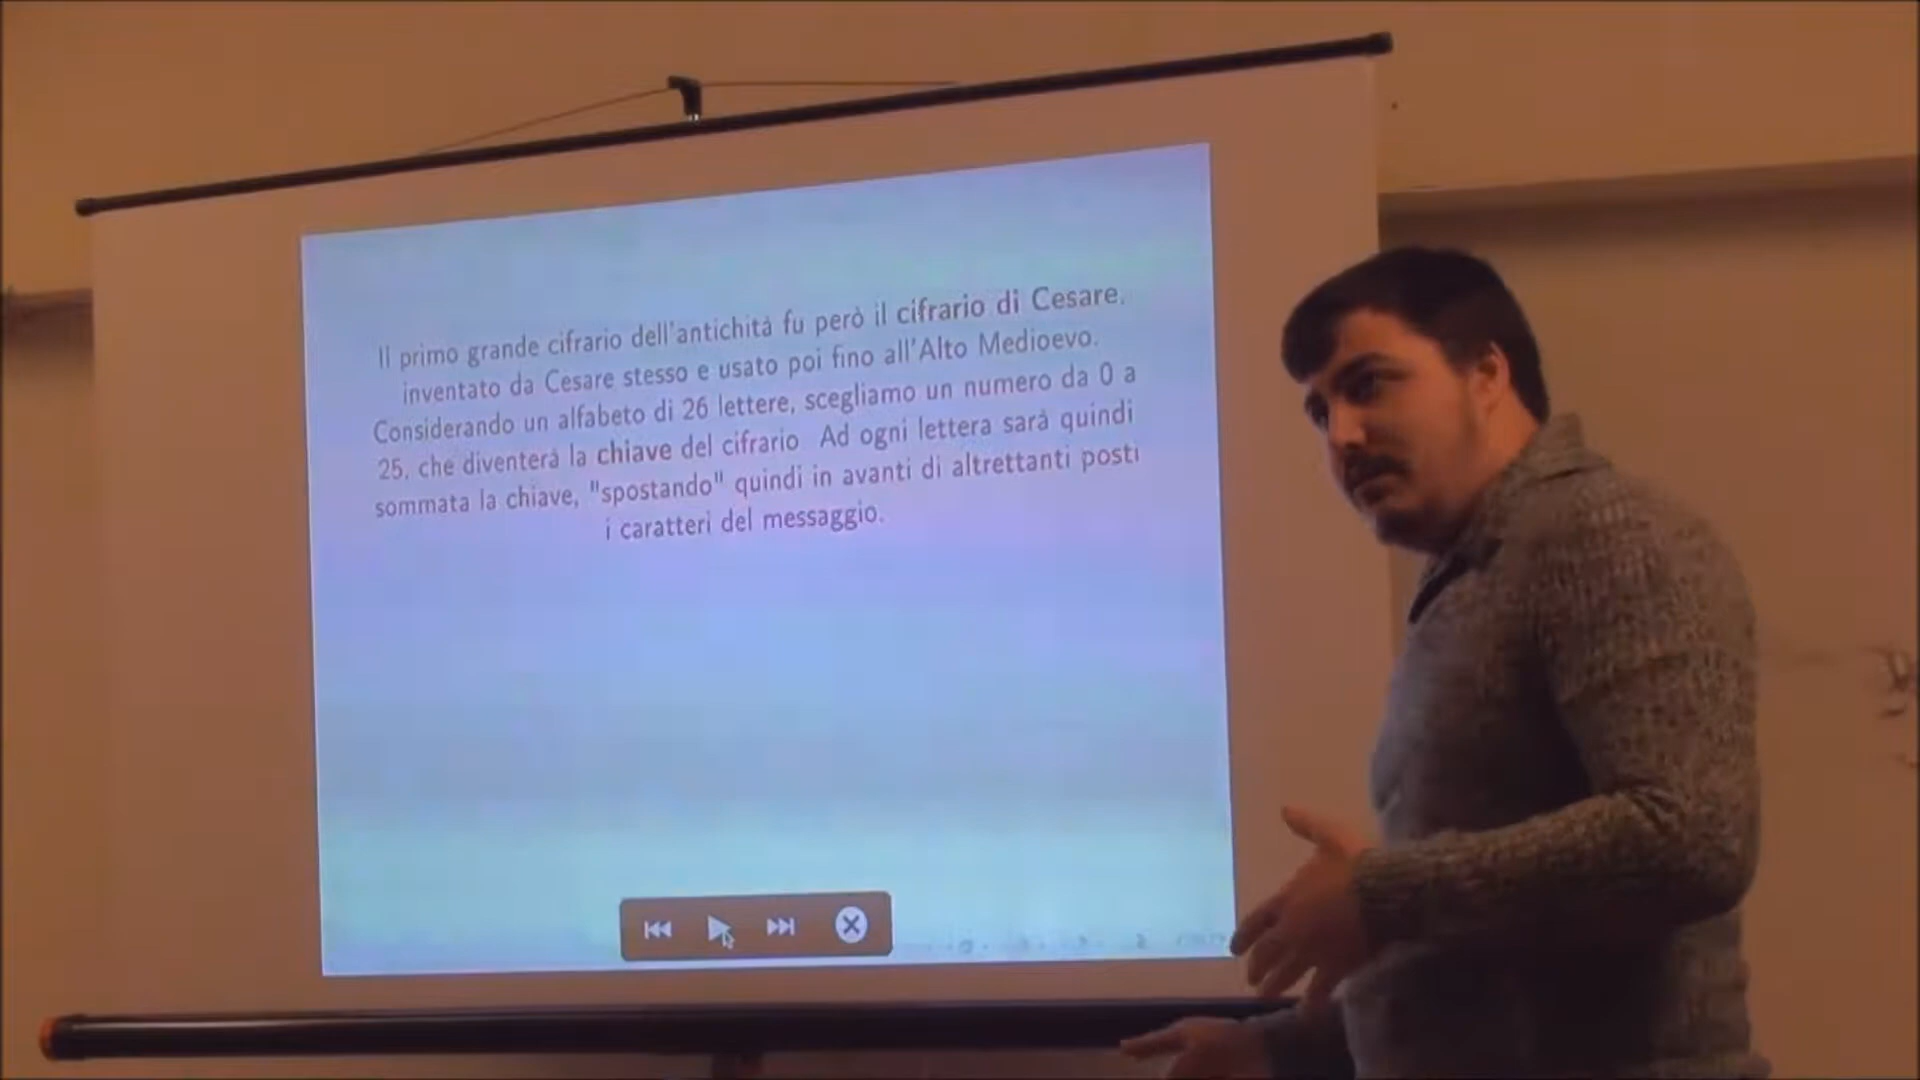 Il primo grande cifrario dell'antichità fu però il cifrario di Cesare,
inventato da Cesare stesso e usato poi fino all'Alto Medioevo.
Considerando un alfabeto di 26 lettere, scegliamo un numero da 0 a
25, che diventerà la chiave del cifrario Ad ogni lettera sarà quindi
sommata la chiave, "spostando" quindi in avanti di altrettanti posti
i caratteri del messaggio.